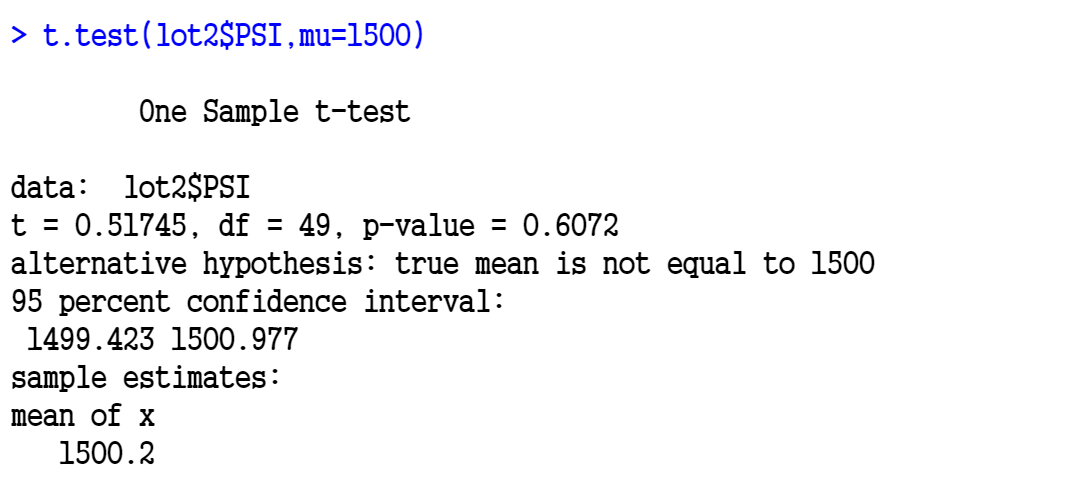 > t.test(lot2$PSI,mu=1500)
One Sample t-test
data:  lot2$PSI
t = 0.51745, df = 49, p-value = 0.6072
alternative hypothesis: true mean is not equal to 1500
95 percent confidence interval:
1499.423 1500.977
sample estimates:
mean of x
1500.2